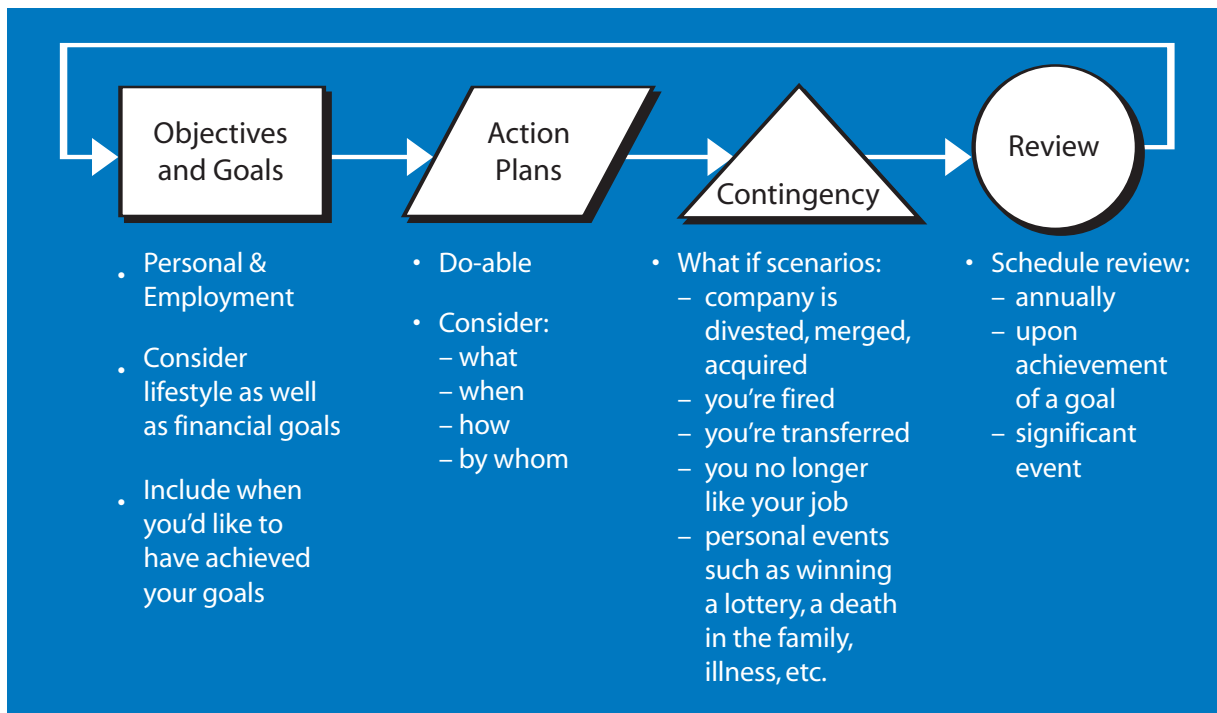 Objectives
and Goals
Action
Plans
Contingency
Review
• Personal &
Employment
• Consider
lifestyle as well
as financial goals
• Include when
you’d like to
have achieved
your goals
• Do-able
• Consider:
– what
– when
– how
– by whom
• What if scenarios:
– company is
divested, merged,
acquired
– you’re fired
– you’re transferred
– you no longer
like your job
– personal events
such as winning
a lottery, a death
in the family,
illness, etc.
• Schedule review:
– annually
– upon
achievement
of a goal
– significant
event